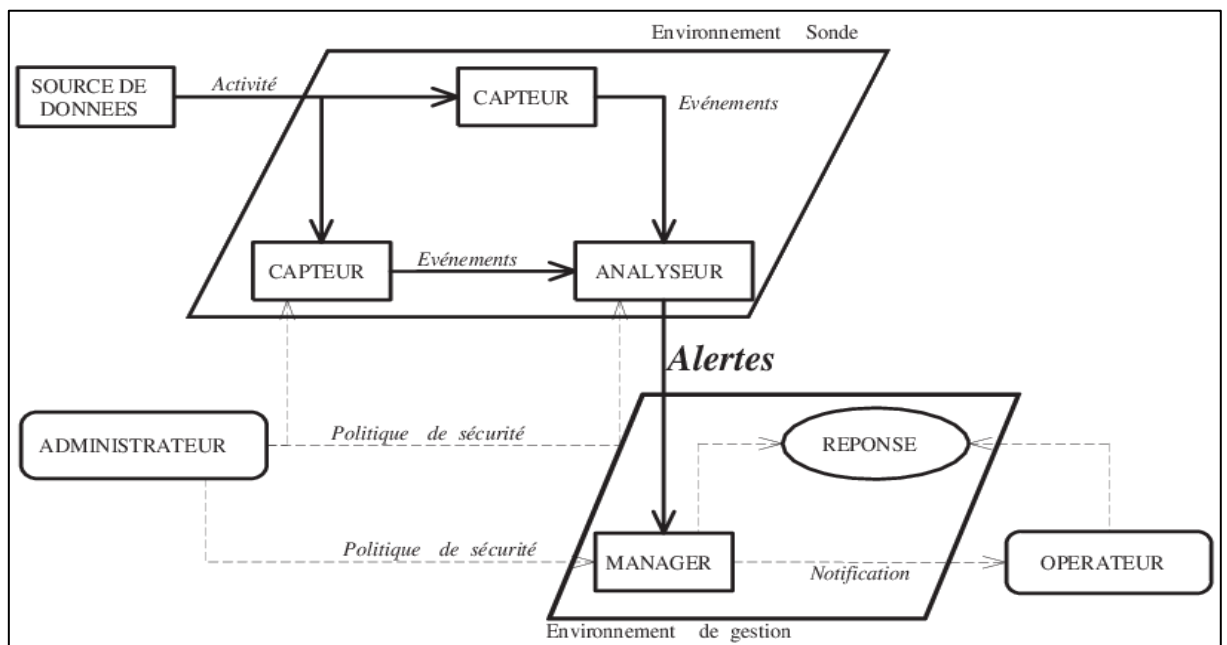 Environnement Sonde
SOURCE DE
DONNEES
Activité
CAPTEUR
Evénements
CAPTEUR
Evénements
ANALYSEUR
Alertes
ADMINISTRATEUR
Politique de sécurité
REPONSE
Politique de sécurité
MANAGER
Notification
OPERATEUR
Environnement de gestion